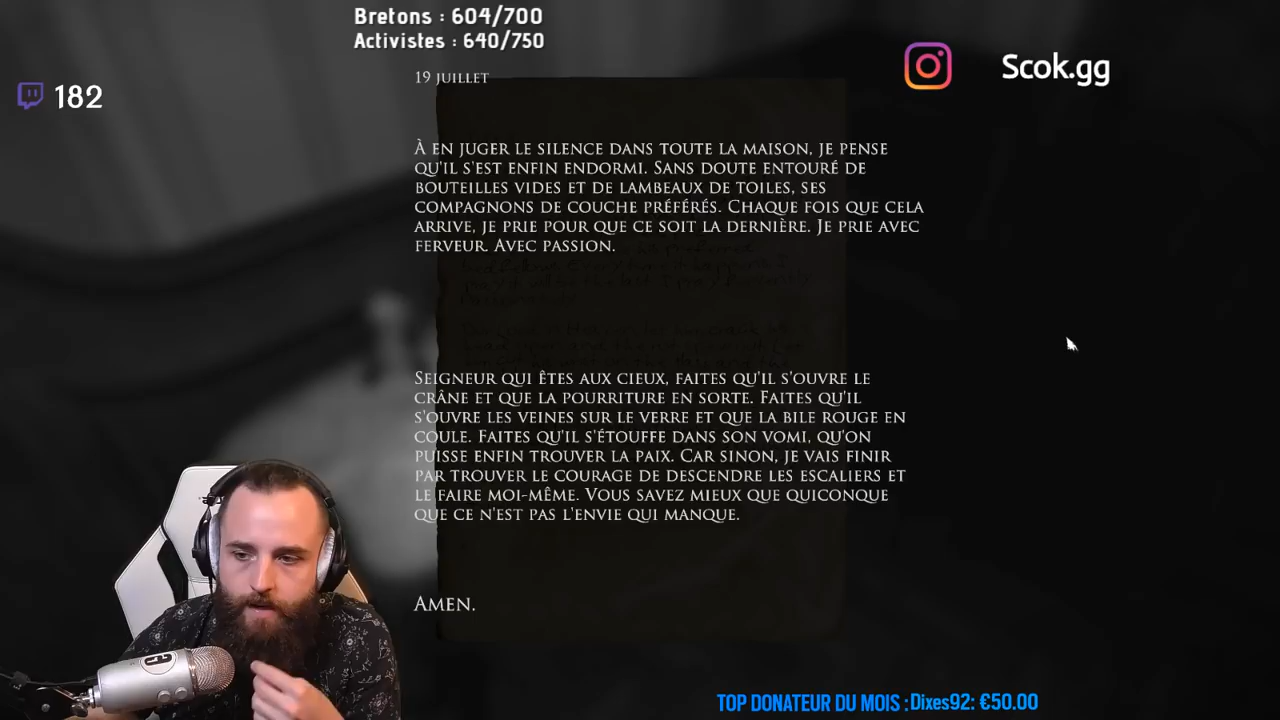 Bretons : 604/700
Activistes : 640/750
182
Scok.gg
19 JUILLET
À EN JUGER LE SILENCE DANS TOUTE LA MAISON, JE PENSE
QU'IL S'EST ENFIN ENDORMI. SANS DOUTE ENTOURÉ DE
BOUTEILLES VIDES ET DE LAMBEAUX DE TOILES, SES
COMPAGNONS DE COUCHE PRÉFÉRÉS. CHAQUE FOIS QUE CELA
ARRIVE, JE PRIE POUR QUE CE SOIT LA DERNIÈRE. JE PRIE AVEC
FERVEUR. AVEC PASSION.
SEIGNEUR QUI ÊTES AUX CIEUX, FAITES QU'IL S'OUVRE LE
CRÂNE ET QUE LA POURRITURE EN SORTE. FAITES QU'IL
S'OUVRE LES VEINES SUR LE VERRE ET QUE LA BILE ROUGE EN
COULE. FAITES QU'IL S'ÉTOUFFE DANS SON VOMI, QU'ON
PUISSE ENFIN TROUVER LA PAIX. CAR SINON, JE VAIS FINIR
PAR TROUVER LE COURAGE DE DESCENDRE LES ESCALIERS ET
LE FAIRE MOI-MÊME. VOUS SAVEZ MIEUX QUE QUICONQUE
QUE CE N'EST PAS L'ENVIE QUI MANQUE.
AMEN.
TOP DONATEUR DU MOIS : Dixes92: €50.00